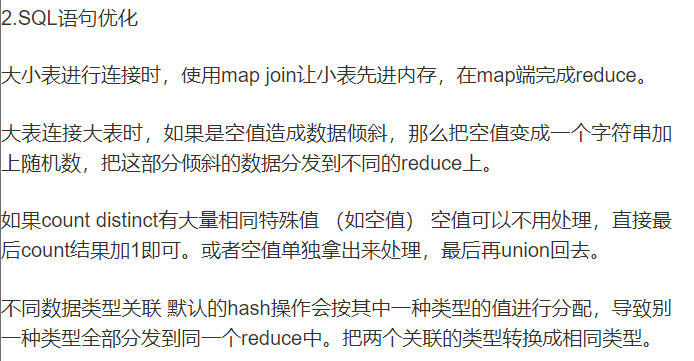 2.SQL语句优化
大小表进行连接时，使用map join让小表先进内存，在map端完成reduce。
大表连接大表时，如果是空值造成数据倾斜，那么把空值变成一个字符串加
上随机数，把这部分倾斜的数据分发到不同的reduce上。
如果count distinct有大量相同特殊值 （如空值） 空值可以不用处理，直接最
后count结果加1即可。或者空值单独拿出来处理，最后再union回去。
不同数据类型关联 默认的hash操作会按其中一种类型的值进行分配，导致别
一种类型全部分发到同一个reduce中。把两个关联的类型转换成相同类型。